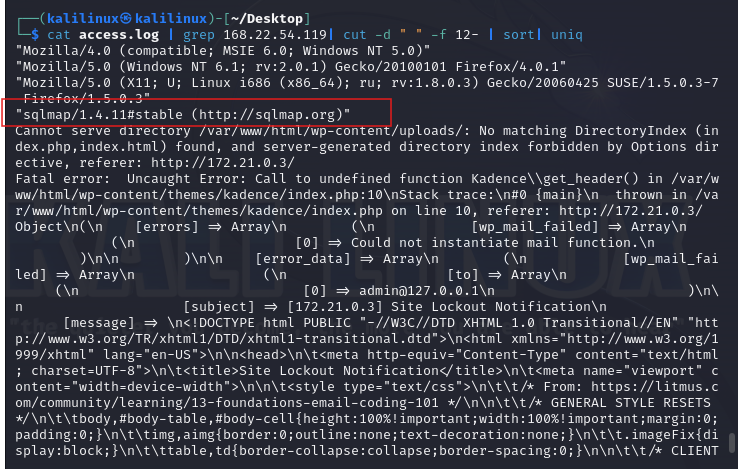 ┌──(kalilinux㉿kalilinux)-[~/Desktop]
└─$ cat access.log | grep 168.22.54.119| cut -d " " -f 12- | sort| uniq
"Mozilla/4.0 (compatible; MSIE 6.0; Windows NT 5.0)"
"Mozilla/5.0 (Windows NT 6.1; rv:2.0.1) Gecko/20100101 Firefox/4.0.1"
"Mozilla/5.0 (X11; U; Linux i686 (x86_64); ru; rv:1.8.0.3) Gecko/20060425 SUSE/1.5.0.3-7
Firefox/1.5.0.3"
"sqlmap/1.4.11#stable (http://sqlmap.org)"
Cannot serve directory /var/www/html/wp-content/uploads/: No matching DirectoryIndex (in
dex.php,index.html) found, and server-generated directory index forbidden by Options dir
ective, referer: http://172.21.0.3/
Fatal error:  Uncaught Error: Call to undefined function Kadence\\get_header() in /var/w
ww/html/wp-content/themes/kadence/index.php:10\nStack trace:\n#0 {main}\n  thrown in /va
r/www/html/wp-content/themes/kadence/index.php on line 10, referer: http://172.21.0.3/
Object\n(\n    [errors] => Array\n        (\n            [wp_mail_failed] => Array\n
            (\n                    [0] => Could not instantiate mail function.\n
        )\n\n        )\n\n    [error_data] => Array\n        (\n            [wp_mail_fai
led] => Array\n                (\n                    [to] => Array\n
     (\n                            [0] => admin@127.0.0.1\n                     )\n\
n                    [subject] => [172.21.0.3] Site Lockout Notification\n
      [message] => \n<!DOCTYPE html PUBLIC "-//W3C//DTD XHTML 1.0 Transitional//EN" "htt
p://www.w3.org/TR/xhtml1/DTD/xhtml1-transitional.dtd">\n<html xmlns="http://www.w3.org/1
999/xhtml" lang="en-US">\n\n<head>\n\t<meta http-equiv="Content-Type" content="text/html
; charset=UTF-8">\n\t<title>Site Lockout Notification</title>\n\t<meta name="viewport" c
ontent="width=device-width">\n\n\n\t<style type="text/css">\n\t\t/* From: https://litmus.c
om/community/learning/13-foundations-email-coding-101 */\n\n\t\t/* GENERAL STYLE RESETS
*/\n\t\tbody,#body-table,#body-cell{height:100%!important;width:100%!important;margin:0;
padding:0;}\n\t\timg,aimg{border:0;outline:none;text-decoration:none;}\n\t\t.imageFix{di
splay:block;}\n\t\ttable,td{border-collapse:collapse;border-spacing:0;}\n\n\t\t/* CLIENT